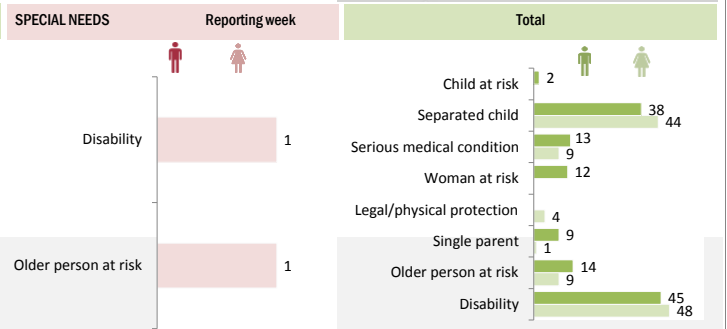 SPECIAL NEEDS Reporting week
Disability 1
Older person at risk 1
Total
Child at risk 2
Separated child 38
44
Serious medical condition 13
9
Woman at risk 12
Legal/physical protection 4
Single parent 9
1
Older person at risk 14
9
Disability 45
48